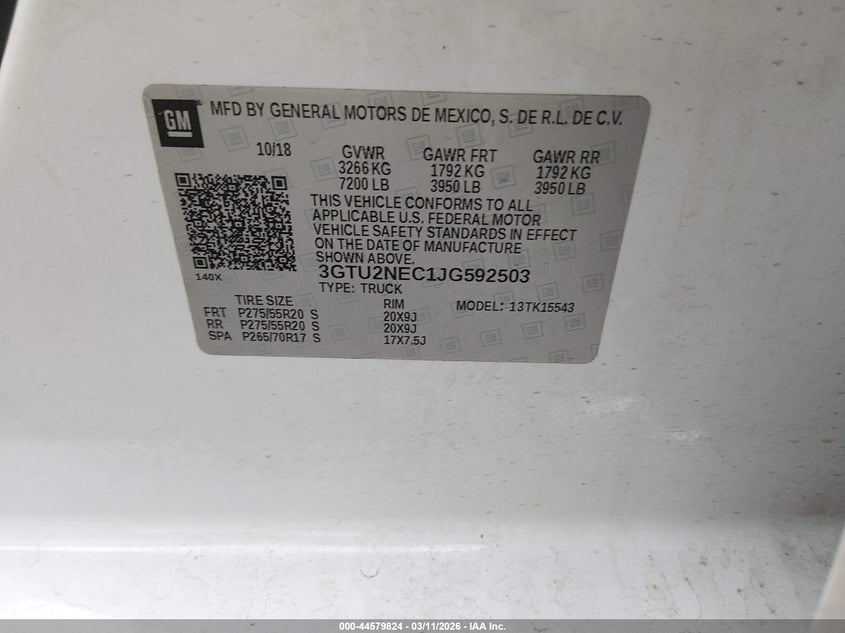 GM
MFD BY GENERAL MOTORS DE MEXICO, S. DE R.L. DE C.V.
10/18 GVWR GAWR FRT GAWR RR
3266 KG 1792 KG 1792 KG
7200 LB 3950 LB 3950 LB
THIS VEHICLE CONFORMS TO ALL
APPLICABLE U.S. FEDERAL MOTOR
VEHICLE SAFETY STANDARDS IN EFFECT
ON THE DATE OF MANUFACTURE
SHOWN ABOVE.
140X 3GTU2NEC1JG592503
TYPE: TRUCK
TIRE SIZE RIM MODEL: 13TK15543
FRT P275/55R20 S 20X9J
RR P275/55R20 S 20X9J
SPA P265/70R17 S 17X7.5J
000-44579824 - 03/11/2026 - IAA Inc.